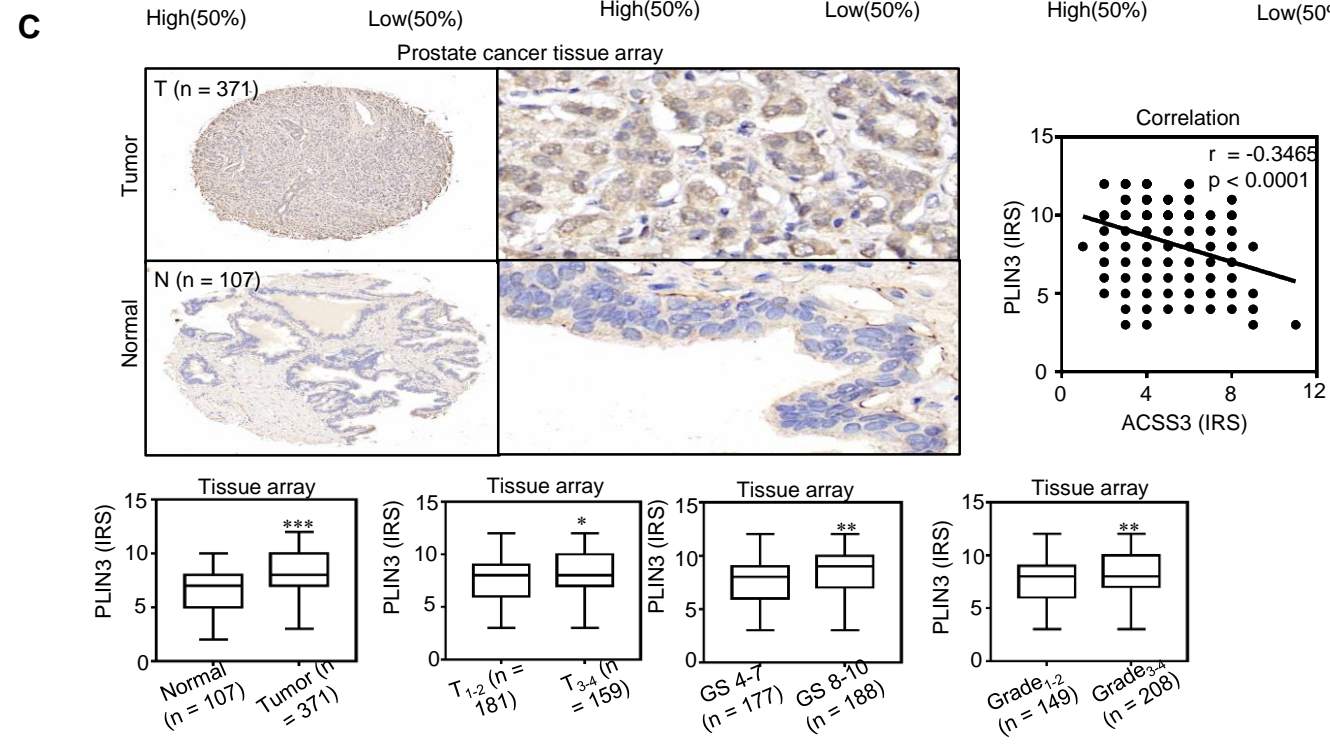 High(50%) Low(50%) High(50%) Low(50%) High(50%)
C
Prostate cancer tissue array
T (n = 371)
Tumor
N (n = 107)
Normal
Correlation
r = -0.3465
p < 0.0001
PLIN3 (IRS)
15
10
5
0
0 4 8 12
ACSS3 (IRS)
Tissue array
***
PLIN3 (IRS)
15
10
5
0
Normal
(n = 107)
Tumor (n
= 371)
Tissue array
*
PLIN3 (IRS)
15
10
5
0
T1-2 (n =
181)
T3-4 (n
= 159)
Tissue array
**
PLIN3 (IRS)
15
10
5
0
GS 4-7
(n = 177)
GS 8-10
(n = 188)
Tissue array
**
PLIN3 (IRS)
15
10
5
0
Grade1-2
(n = 149)
Grade3-4
(n = 208)